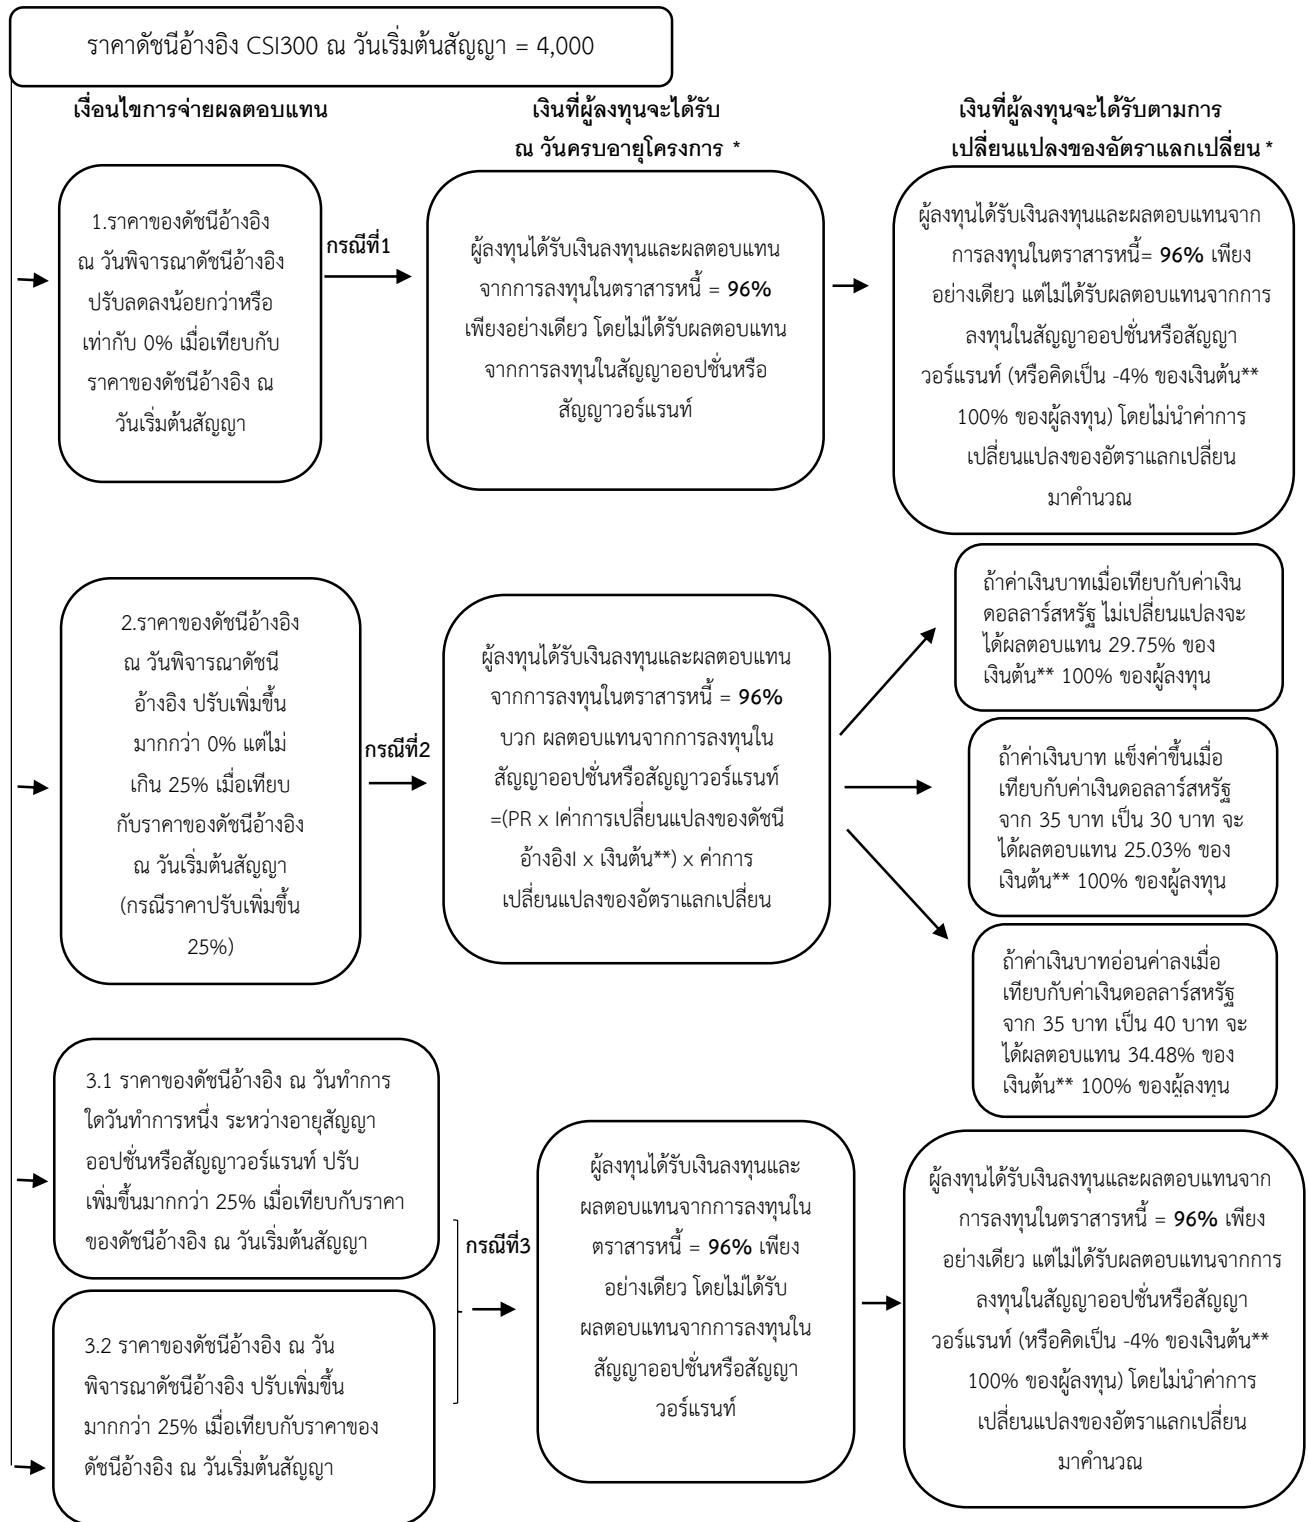 ราคาดัชนีอ้างอิง CSI300 ณ วันเริ่มต้นสัญญา = 4,000
เงื่อนไขการจ่ายผลตอบแทน
เงินที่ผู้ลงทุนจะได้รับ
ณ วันครบอายุโครงการ *
เงินที่ผู้ลงทุนจะได้รับตามการ
เปลี่ยนแปลงของอัตราแลกเปลี่ยน *
1.ราคาของดัชนีอ้างอิง
ณ วันพิจารณาดัชนีอ้างอิง
ปรับลดลงน้อยกว่าหรือ
เท่ากับ 0% เมื่อเทียบกับ
ราคาของดัชนีอ้างอิง ณ
วันเริ่มต้นสัญญา
กรณีที่1
ผู้ลงทุนได้รับเงินลงทุนและผลตอบแทน
จากการลงทุนในตราสารหนี้ = 96%
เพียงอย่างเดียว โดยไม่ได้รับผลตอบแทน
จากการลงทุนในสัญญาออปชั่นหรือ
สัญญาวอร์แรนท์
ผู้ลงทุนได้รับเงินลงทุนและผลตอบแทนจาก
การลงทุนในตราสารหนี้= 96% เพียง
อย่างเดียว แต่ไม่ได้รับผลตอบแทนจากการ
ลงทุนในสัญญาออปชั่นหรือสัญญา
วอร์แรนท์ (หรือคิดเป็น -4% ของเงินต้น**
100% ของผู้ลงทุน) โดยไม่นำค่าการ
เปลี่ยนแปลงของอัตราแลกเปลี่ยน
มาคำนวณ
2.ราคาของดัชนีอ้างอิง
ณ วันพิจารณาดัชนี
อ้างอิง ปรับเพิ่มขึ้น
มากกว่า 0% แต่ไม่
เกิน 25% เมื่อเทียบ
กับราคาของดัชนีอ้างอิง
ณ วันเริ่มต้นสัญญา
(กรณีราคาปรับเพิ่มขึ้น
25%)
กรณีที่2
ผู้ลงทุนได้รับเงินลงทุนและผลตอบแทน
จากการลงทุนในตราสารหนี้ = 96%
บวก ผลตอบแทนจากการลงทุนใน
สัญญาออปชั่นหรือสัญญาวอร์แรนท์
=(PR x Iค่าการเปลี่ยนแปลงของดัชนี
อ้างอิงI x เงินต้น**) x ค่าการ
เปลี่ยนแปลงของอัตราแลกเปลี่ยน
ถ้าค่าเงินบาทเมื่อเทียบกับค่าเงิน
ดอลลาร์สหรัฐ ไม่เปลี่ยนแปลงจะ
ได้ผลตอบแทน 29.75% ของ
เงินต้น** 100% ของผู้ลงทุน
ถ้าค่าเงินบาท แข็งค่าขึ้นเมื่อ
เทียบกับค่าเงินดอลลาร์สหรัฐ
จาก 35 บาท เป็น 30 บาท จะ
ได้ผลตอบแทน 25.03% ของ
เงินต้น** 100% ของผู้ลงทุน
ถ้าค่าเงินบาทอ่อนค่าลงเมื่อ
เทียบกับค่าเงินดอลลาร์สหรัฐ
จาก 35 บาท เป็น 40 บาท จะ
ได้ผลตอบแทน 34.48% ของ
เงินต้น** 100% ของผู้ลงทุน
3.1 ราคาของดัชนีอ้างอิง ณ วันทำการ
ใดวันทำการหนึ่ง ระหว่างอายุสัญญา
ออปชั่นหรือสัญญาวอร์แรนท์ ปรับ
เพิ่มขึ้นมากกว่า 25% เมื่อเทียบกับราคา
ของดัชนีอ้างอิง ณ วันเริ่มต้นสัญญา
3.2 ราคาของดัชนีอ้างอิง ณ วัน
พิจารณาดัชนีอ้างอิง ปรับเพิ่มขึ้น
มากกว่า 25% เมื่อเทียบกับราคาของ
ดัชนีอ้างอิง ณ วันเริ่มต้นสัญญา
กรณีที่3
ผู้ลงทุนได้รับเงินลงทุนและ
ผลตอบแทนจากการลงทุนใน
ตราสารหนี้ = 96% เพียง
อย่างเดียว โดยไม่ได้รับ
ผลตอบแทนจากการลงทุนใน
สัญญาออปชั่นหรือสัญญา
วอร์แรนท์
ผู้ลงทุนได้รับเงินลงทุนและผลตอบแทนจาก
การลงทุนในตราสารหนี้ = 96% เพียง
อย่างเดียว แต่ไม่ได้รับผลตอบแทนจากการ
ลงทุนในสัญญาออปชั่นหรือสัญญา
วอร์แรนท์ (หรือคิดเป็น -4% ของเงินต้น**
100% ของผู้ลงทุน) โดยไม่นำค่าการ
เปลี่ยนแปลงของอัตราแลกเปลี่ยน
มาคำนวณ